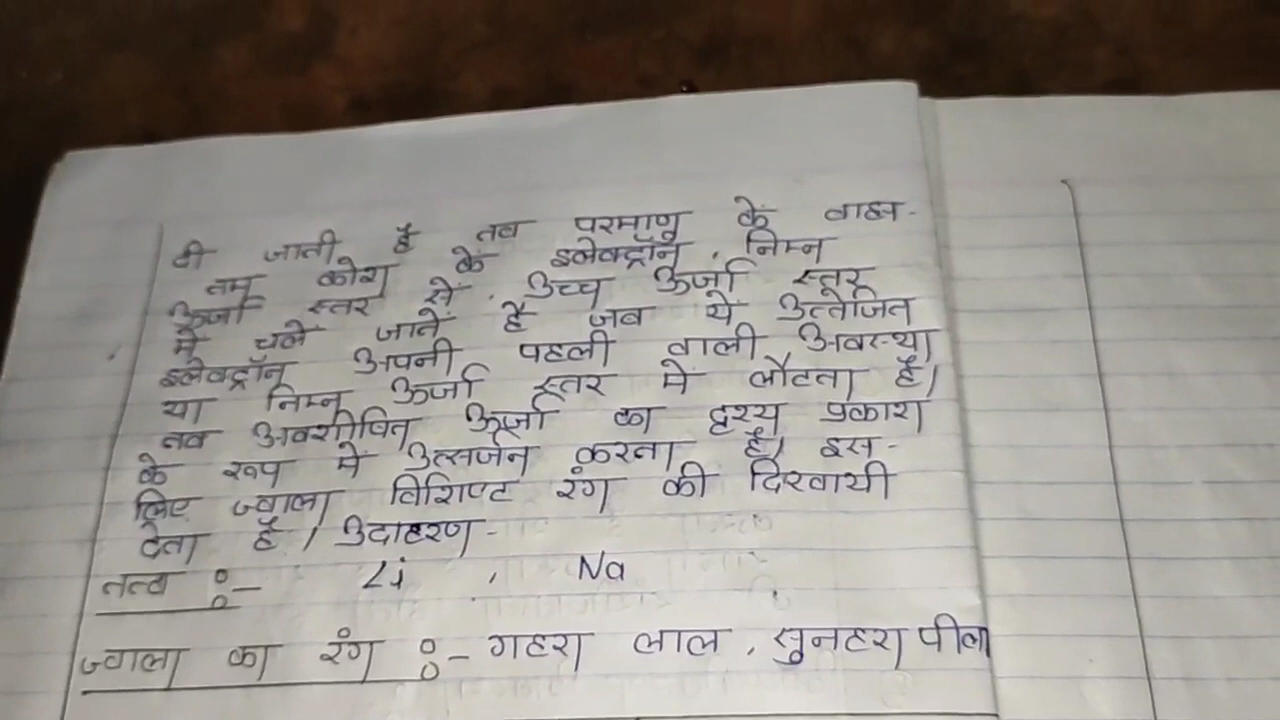 दी जाती है तब परमाणु के वाह्य-
तम कोश के इलेक्ट्रॉन, निम्न
ऊर्जा स्तर से उच्च ऊर्जा स्तर
में चले जाते है जब ये उत्तेजित
इलेक्ट्रॉन अपनी पहली वाली अवस्था
या निम्न ऊर्जा स्तर में लौटता है।
तब अवशोषित ऊर्जा का दृश्य प्रकाश
के रूप में उत्सर्जन करता है। इस-
लिए ज्वाला विशिष्ट रंग की दिखायी
देता है। उदाहरण-
तत्व :- Li , Na
ज्वाला का रंग :- गहरा लाल, सुनहरा पीला